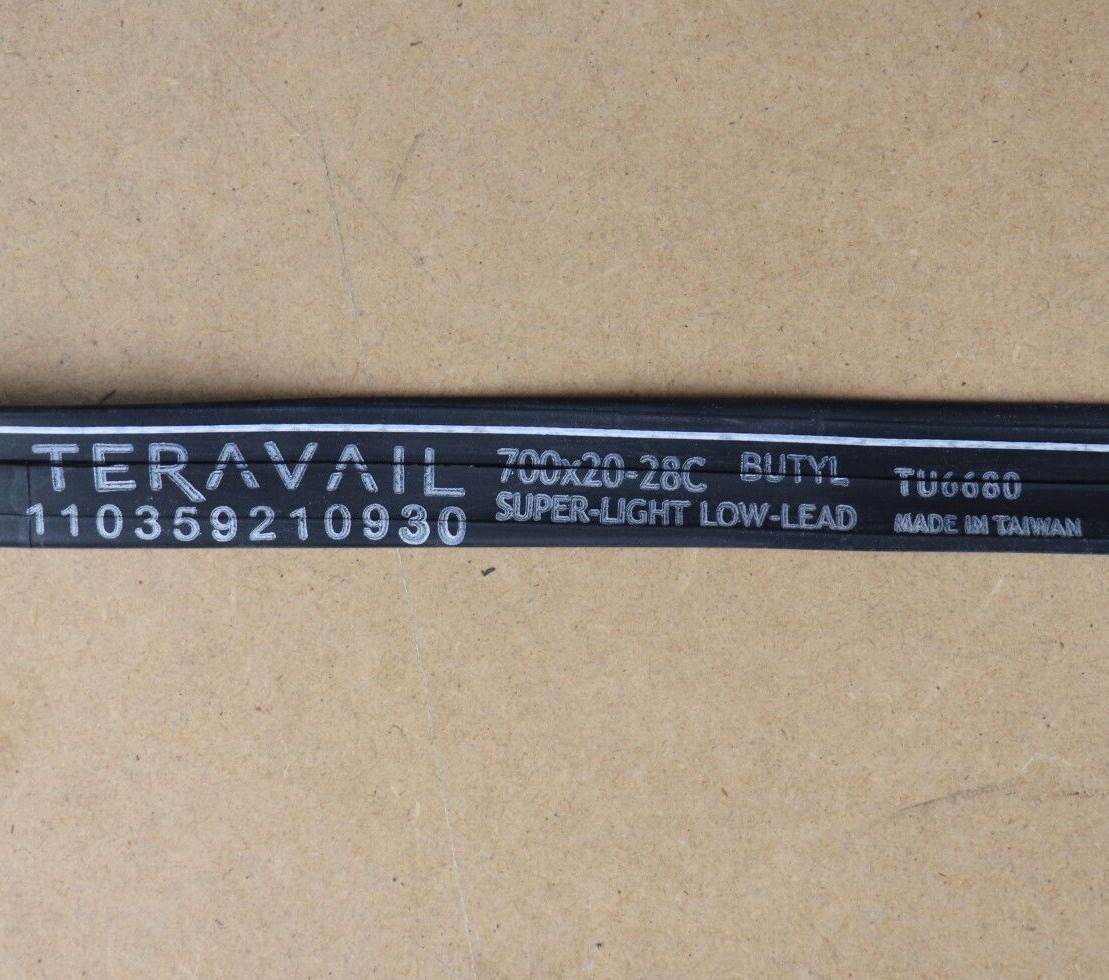 TERAVAIL 700x20-28C BUTYL TU6680
110359210930 SUPER-LIGHT LOW-LEAD MADE IN TAIWAN